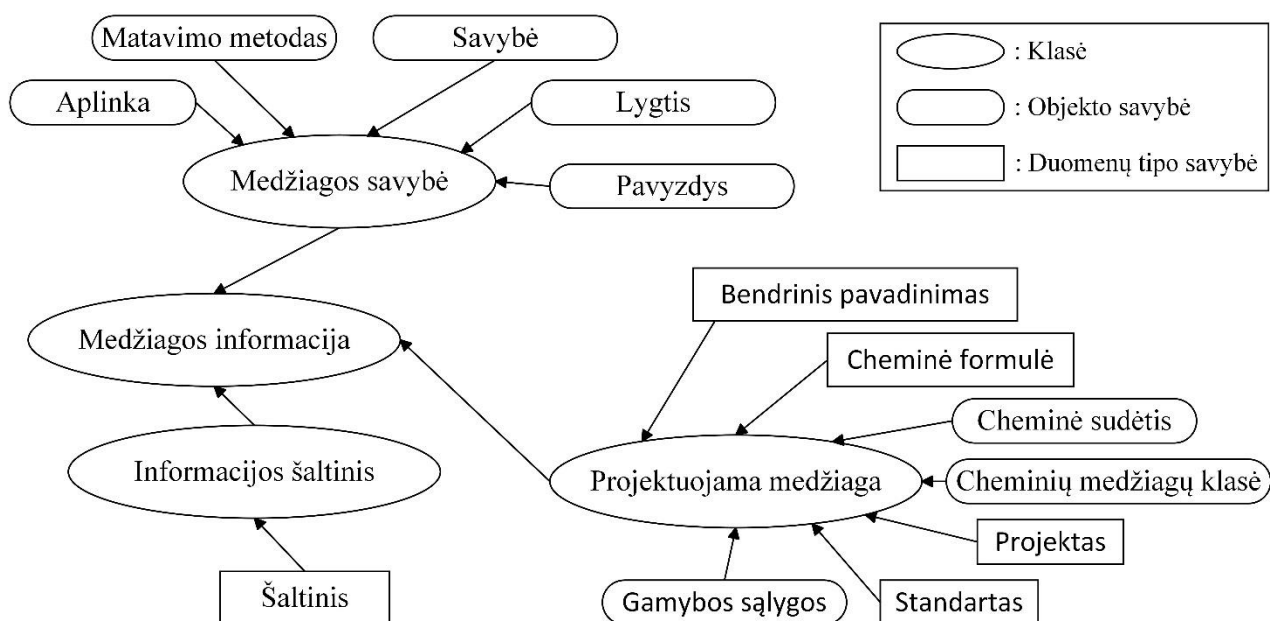 Matavimo metodas
Savybė
Aplinka
Lygtis
Medžiagos savybė
Pavyzdys
: Klasė
: Objekto savybė
: Duomenų tipo savybė
Bendrinis pavadinimas
Medžiagos informacija
Cheminė formulė
Cheminė sudėtis
Informacijos šaltinis
Projektuojama medžiaga
Cheminių medžiagų klasė
Projektas
Šaltinis
Gamybos sąlygos
Standartas